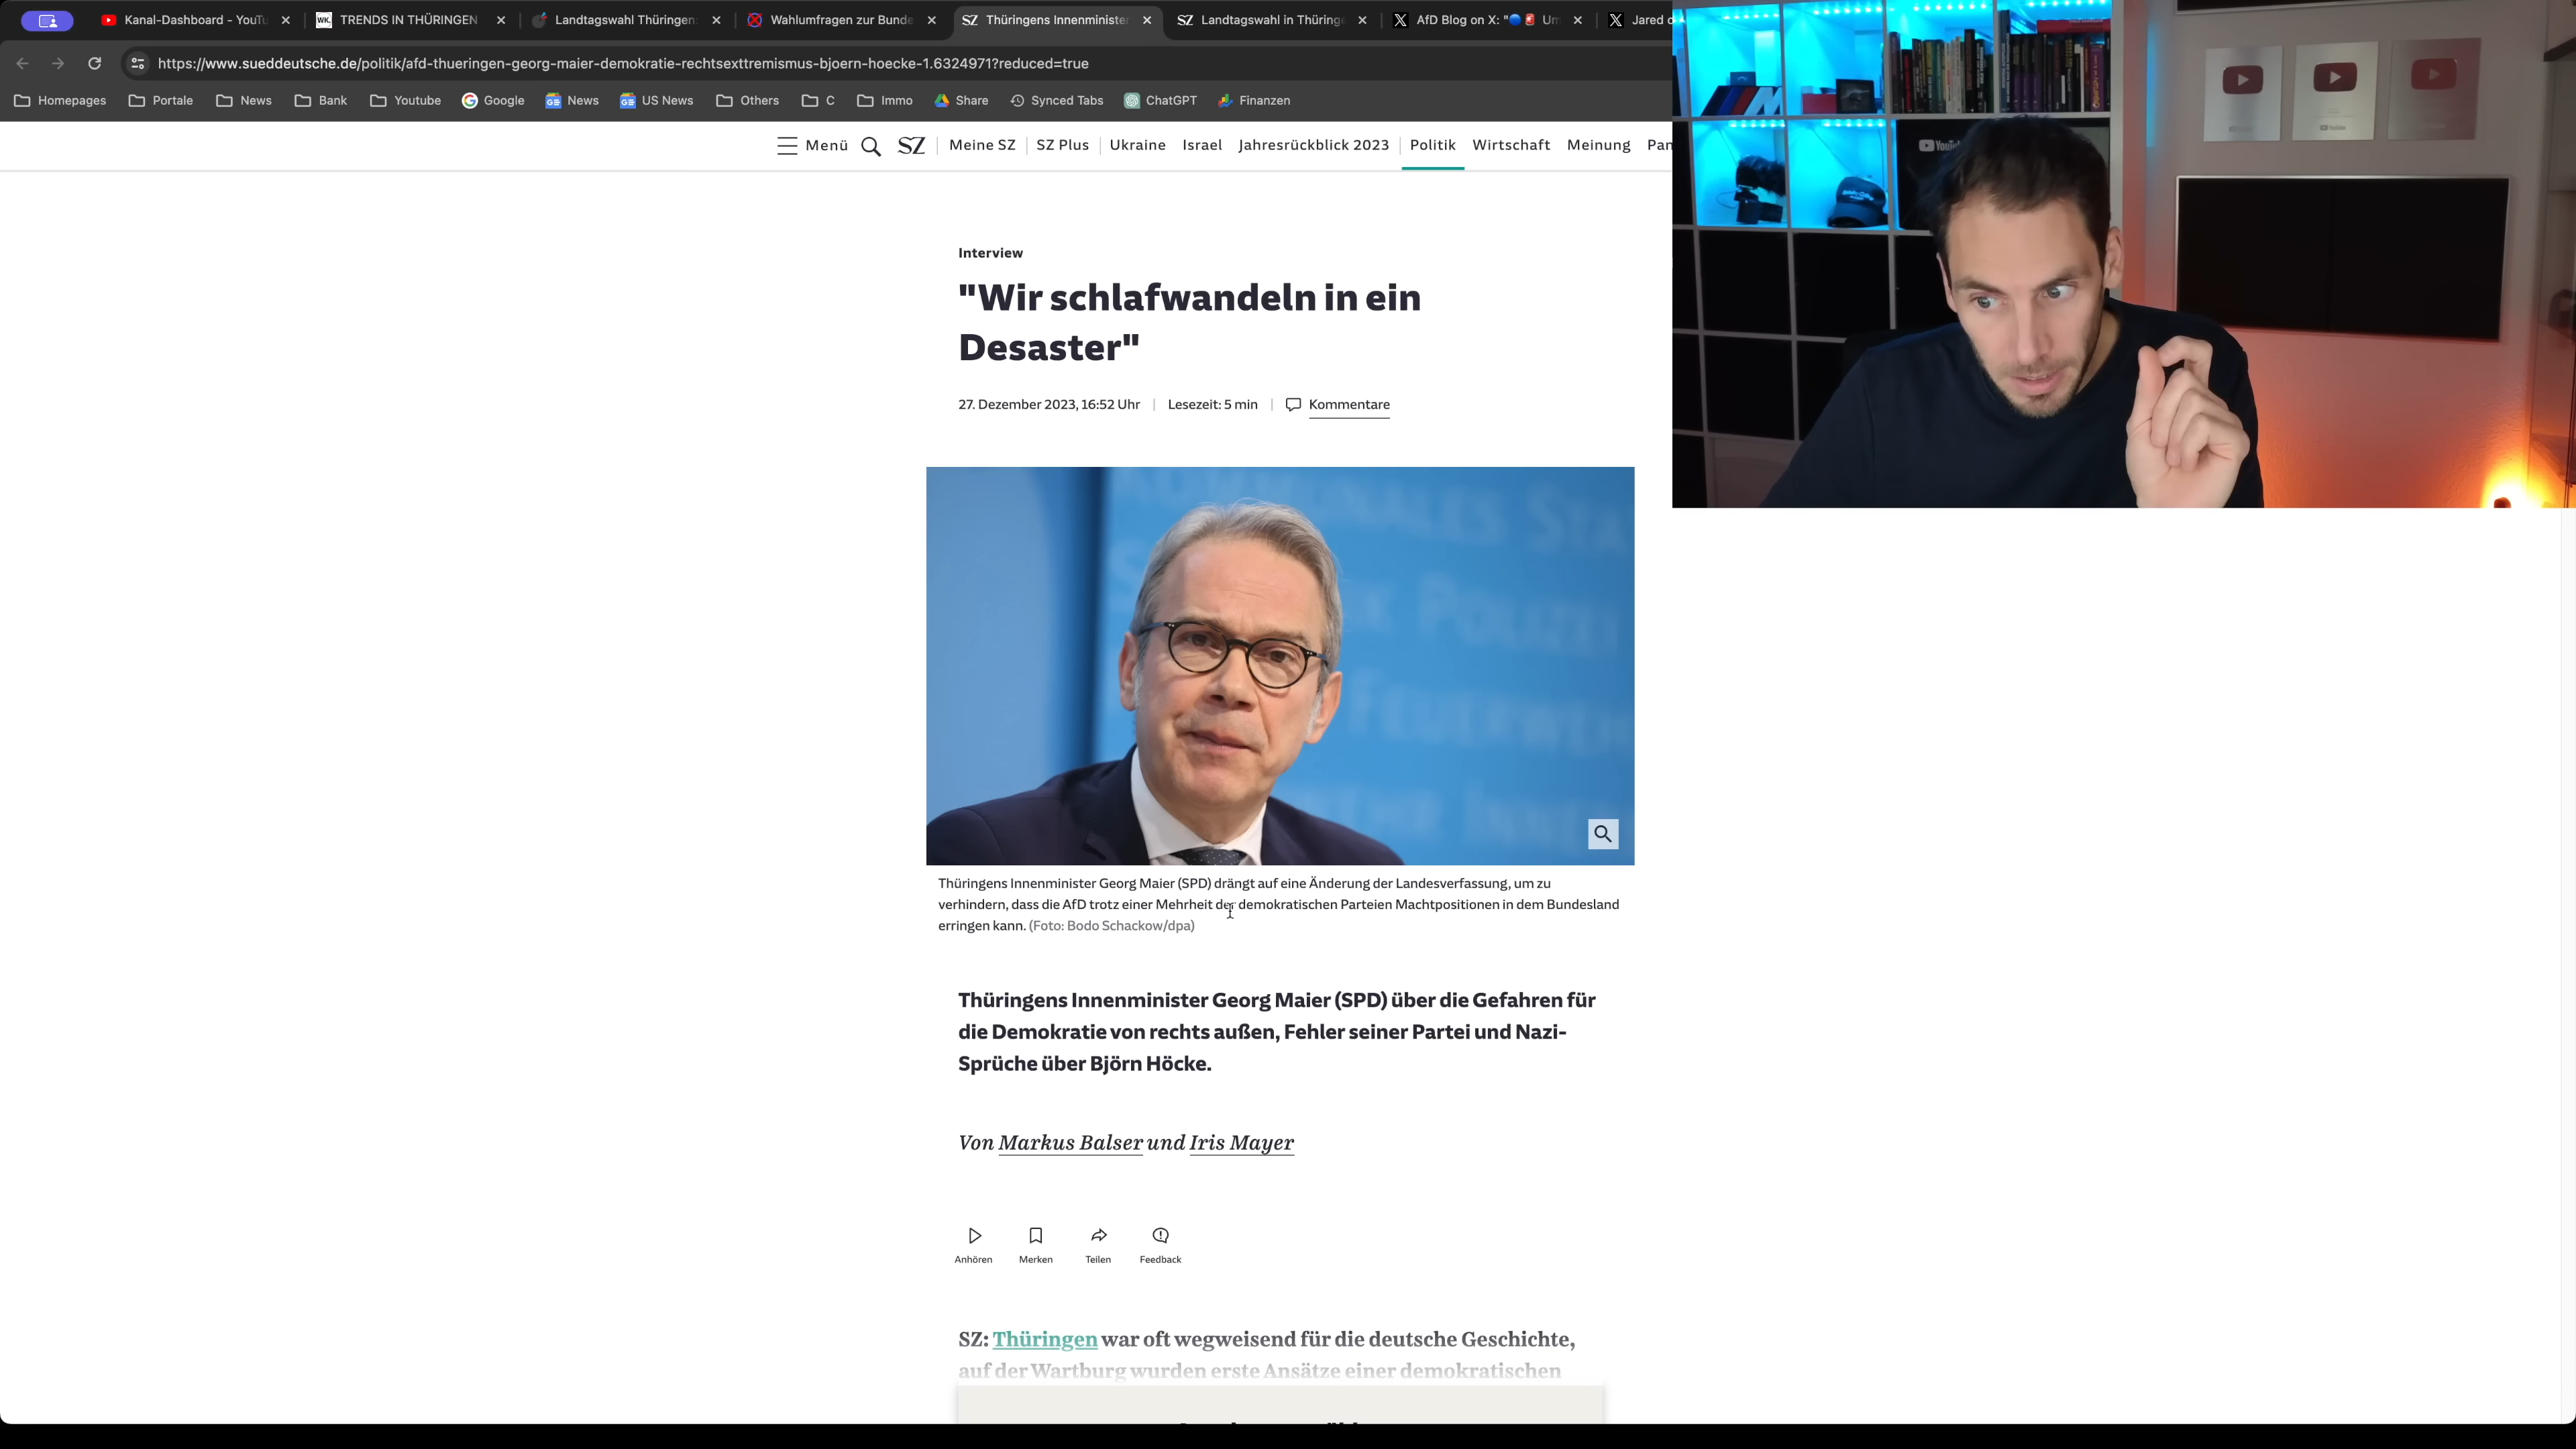 Kanal-Dashboard - YouTu
TRENDS IN THÜRINGEN
Landtagswahl Thüringen:
Wahlumfragen zur Bunde
SZ Thüringens Innenminister
SZ Landtagswahl in Thüringe
AfD Blog on X: "🔵🚨 Um
Jared o
https://www.sueddeutsche.de/politik/afd-thueringen-georg-maier-demokratie-rechtsexttremismus-bjoern-hoecke-1.6324971?reduced=true
Homepages Portale News Bank Youtube Google News US News Others C Immo Share Synced Tabs ChatGPT Finanzen
Menü SZ Meine SZ SZ Plus Ukraine Israel Jahresrückblick 2023 Politik Wirtschaft Meinung Pan
Interview
"Wir schlafwandeln in ein
Desaster"
27. Dezember 2023, 16:52 Uhr | Lesezeit: 5 min | Kommentare
Thüringens Innenminister Georg Maier (SPD) drängt auf eine Änderung der Landesverfassung, um zu
verhindern, dass die AfD trotz einer Mehrheit der demokratischen Parteien Machtpositionen in dem Bundesland
erringen kann. (Foto: Bodo Schackow/dpa)
Thüringens Innenminister Georg Maier (SPD) über die Gefahren für
die Demokratie von rechts außen, Fehler seiner Partei und Nazi-
Sprüche über Björn Höcke.
Von Markus Balser und Iris Mayer
Anhören Merken Teilen Feedback
SZ: Thüringen war oft wegweisend für die deutsche Geschichte,
auf der Wartburg wurden erste Ansätze einer demokratischen